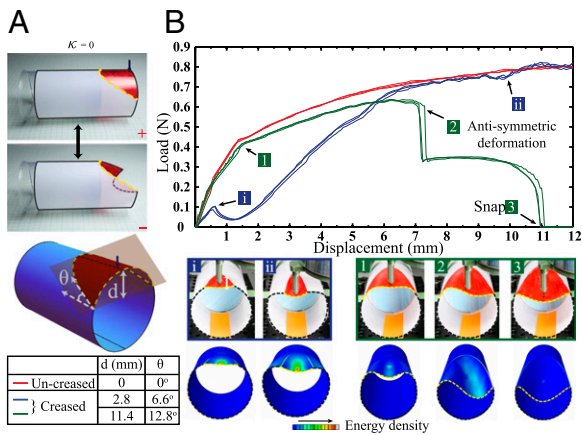 A
𝒦 = 0
+
−
θ
d
d (mm) θ
Un-creased 0 0°
Creased 2.8 6.6°
11.4 12.8°
B
Load (N)
0.9
0.8
0.7
0.6
0.5
0.4
0.3
0.2
0.1
0
1 2 3 4 5 6 7 8 9 10 11 12
Displacement (mm)
1
i
2
Anti-symmetric
deformation
ii
Snap 3
i ii 1 2 3
Energy density